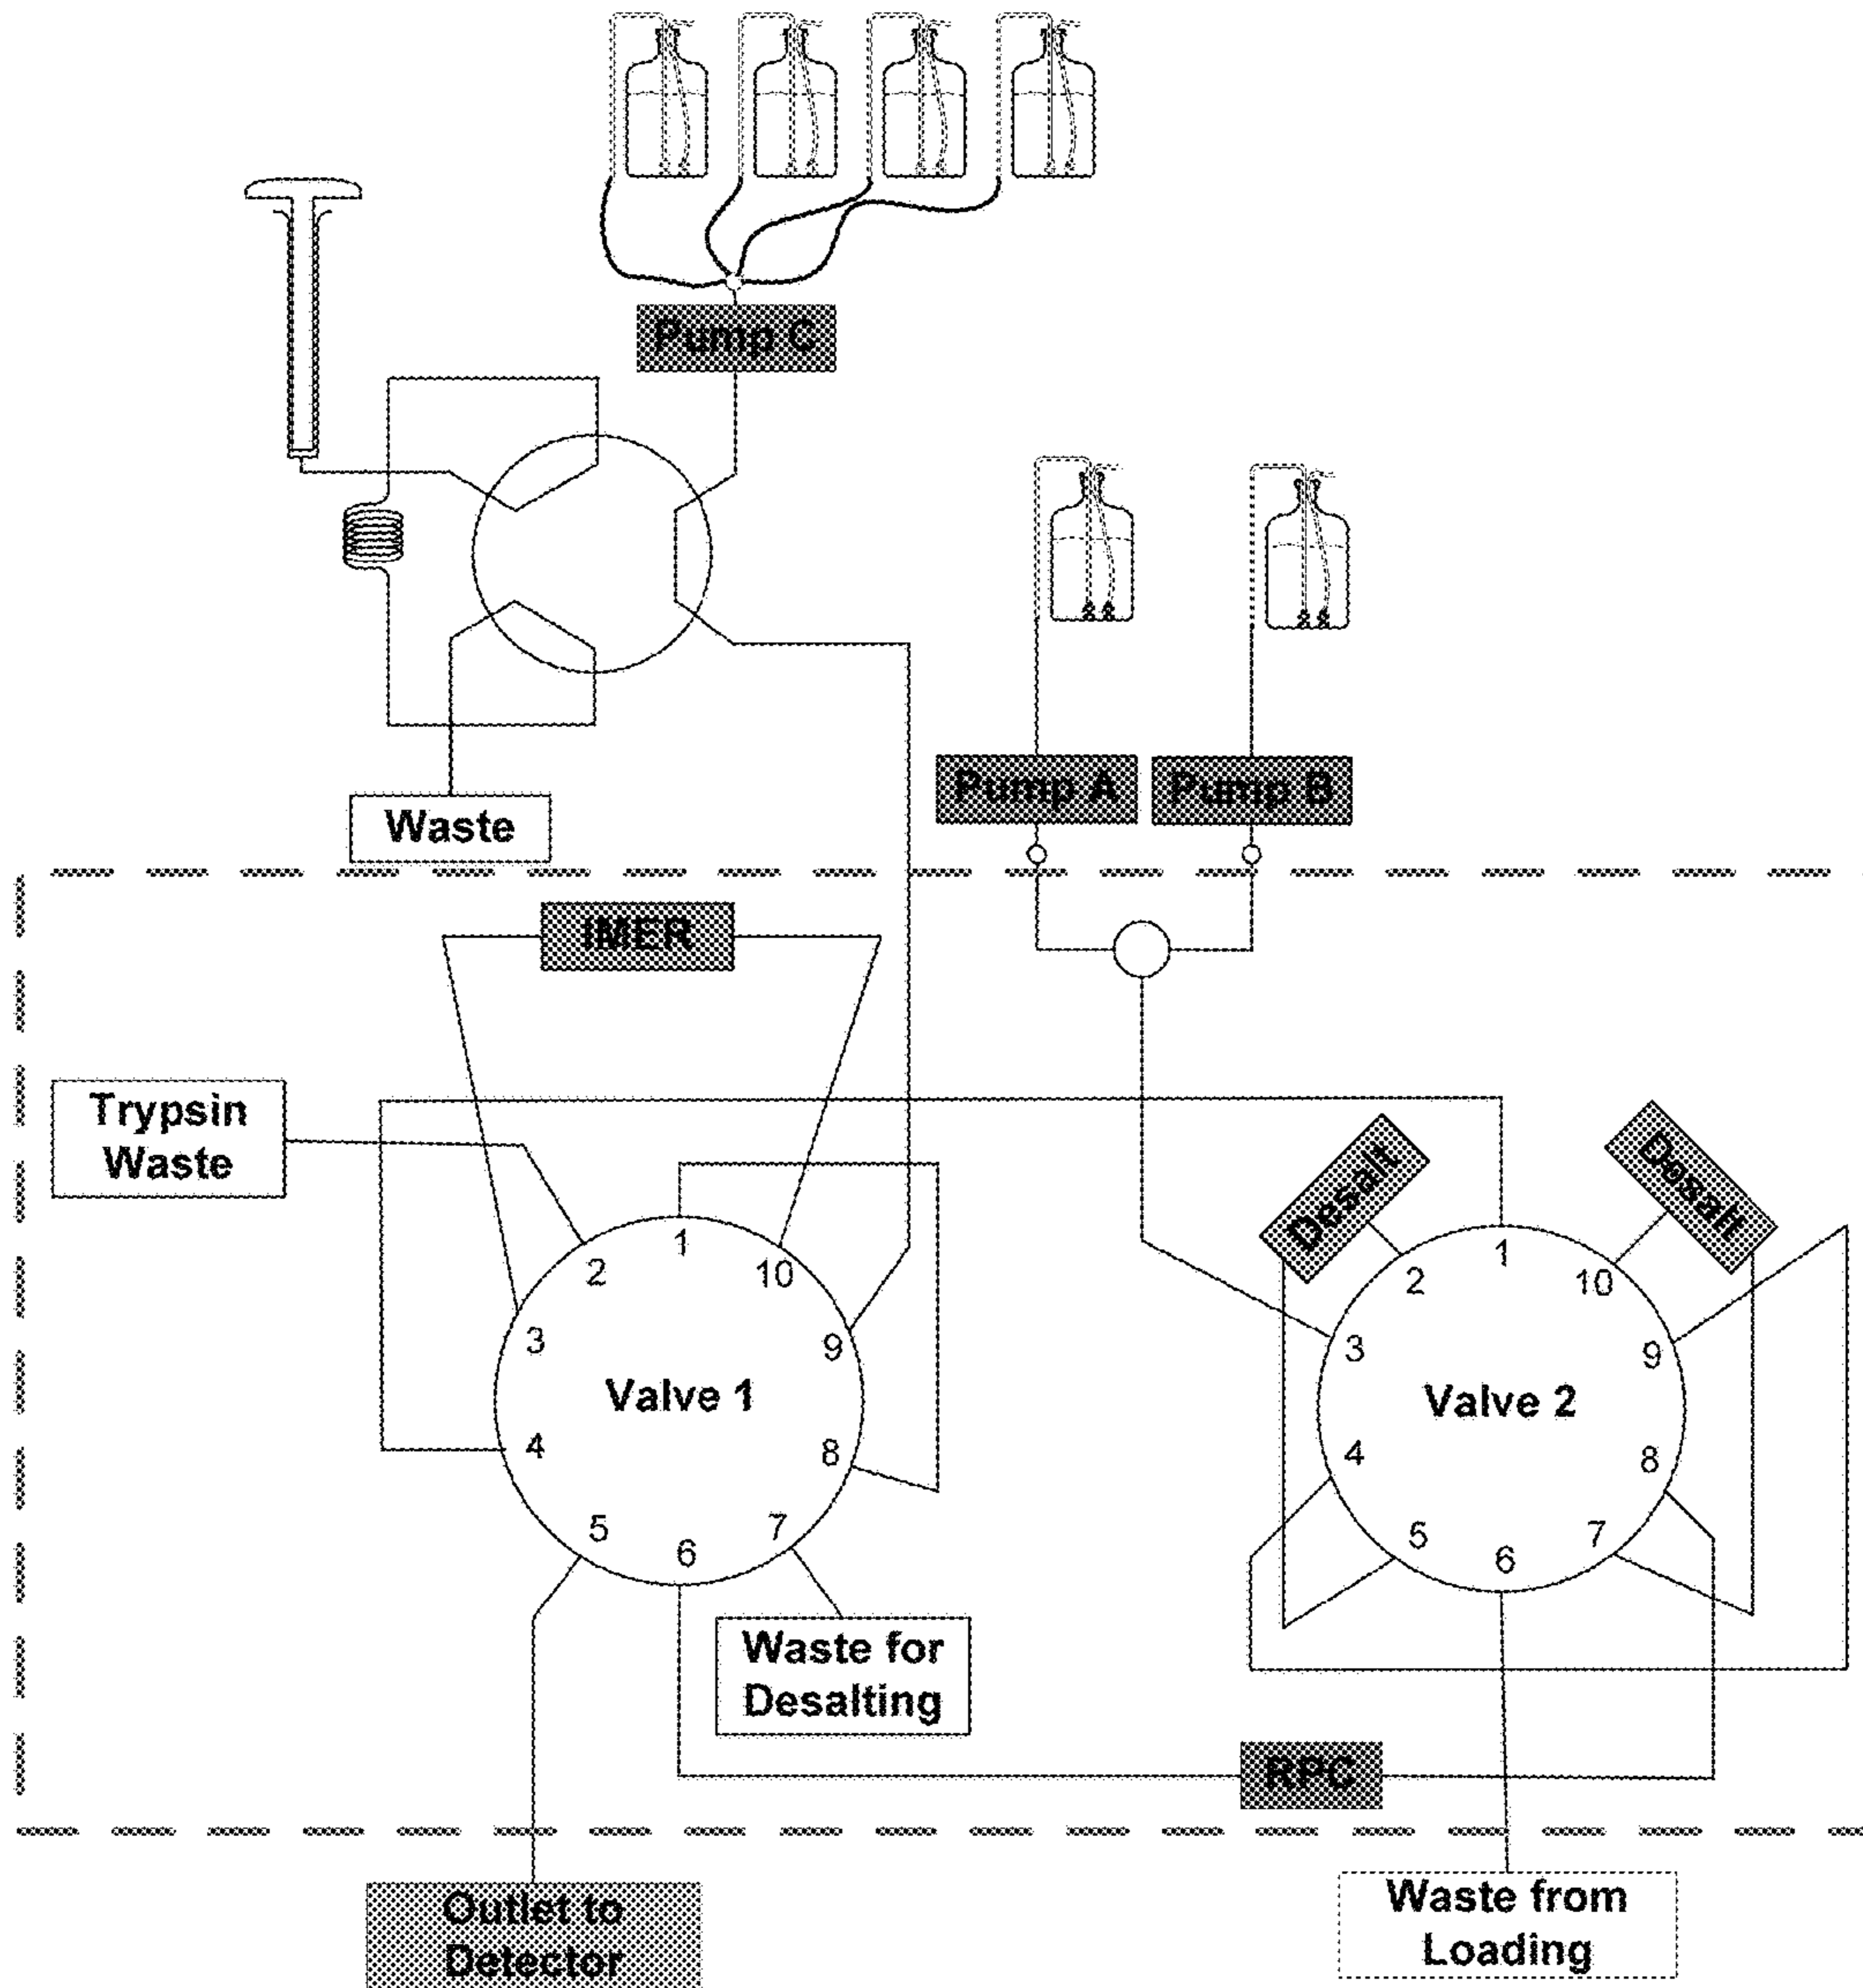 Pump C
Waste
Pump A
Pump B
IMER
Trypsin
Waste
Desalt
Desalt
1
2
10
3
9
Valve 1
4
8
5
7
6
1
2
10
3
9
Valve 2
4
8
5
7
6
Waste for
Desalting
RPC
Outlet to
Detector
Waste from
Loading